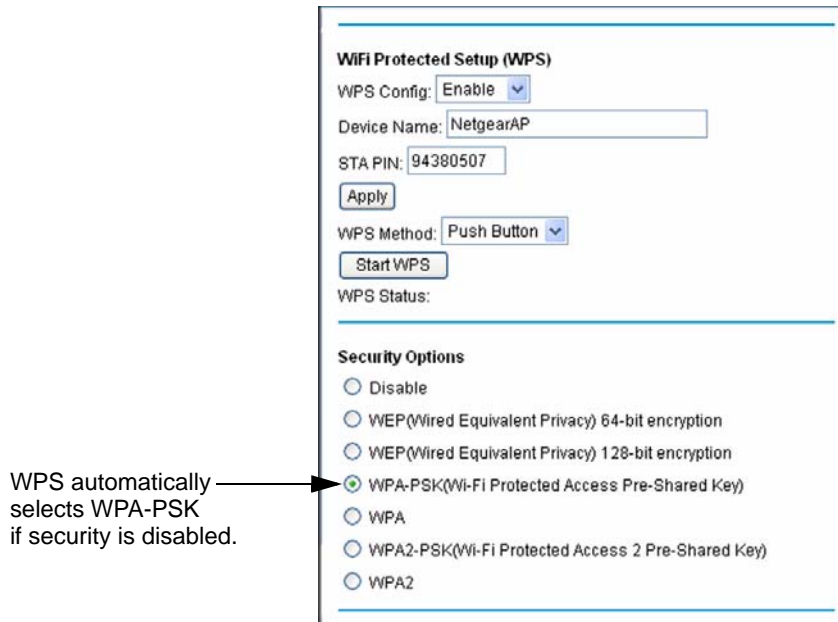 WiFi Protected Setup (WPS)
WPS Config: Enable
Device Name: NetgearAP
STA PIN: 94380507
Apply
WPS Method: Push Button
Start WPS
WPS Status:
Security Options
Disable
WEP(Wired Equivalent Privacy) 64-bit encryption
WEP(Wired Equivalent Privacy) 128-bit encryption
WPA-PSK(Wi-Fi Protected Access Pre-Shared Key)
WPA
WPA2-PSK(Wi-Fi Protected Access 2 Pre-Shared Key)
WPA2
WPS automatically
selects WPA-PSK
if security is disabled.